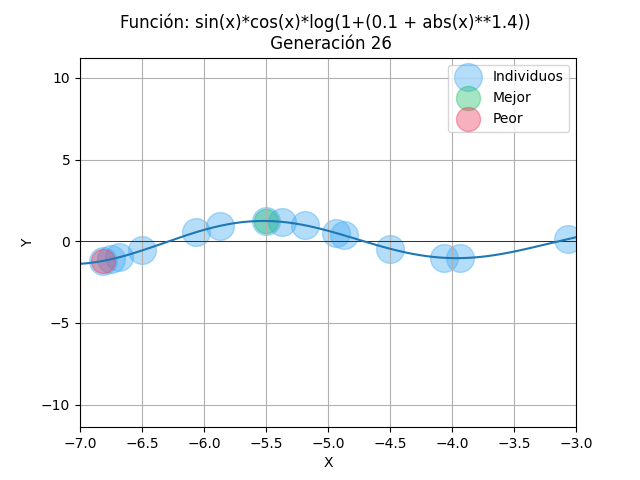 Función: sin(x)*cos(x)*log(1+(0.1 + abs(x)**1.4))
Generación 26
Individuos
Mejor
Peor
10
5
0
−5
−10
Y
−7.0 −6.5 −6.0 −5.5 −5.0 −4.5 −4.0 −3.5 −3.0
X